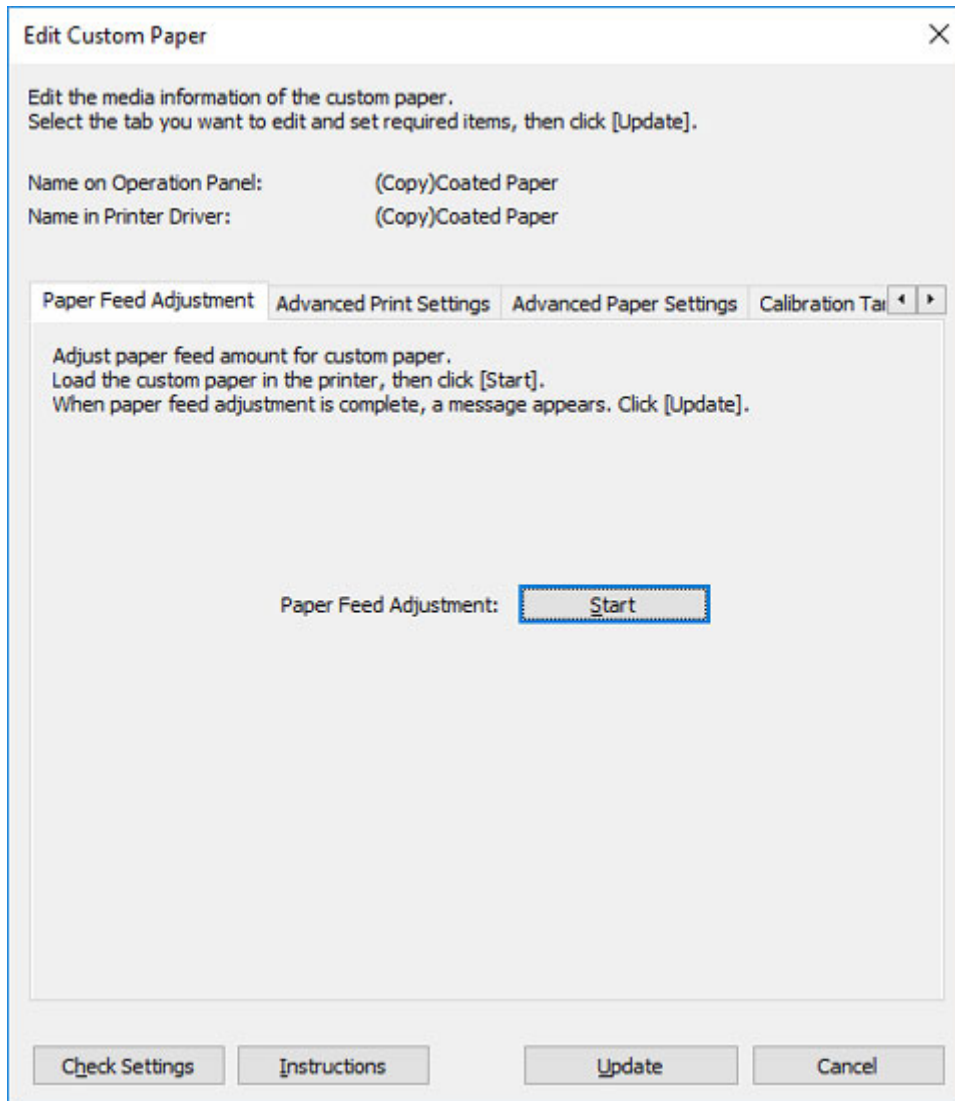 Edit Custom Paper
Edit the media information of the custom paper.
Select the tab you want to edit and set required items, then click [Update].
Name on Operation Panel: (Copy)Coated Paper
Name in Printer Driver: (Copy)Coated Paper
Paper Feed Adjustment Advanced Print Settings Advanced Paper Settings Calibration Tar
Adjust paper feed amount for custom paper.
Load the custom paper in the printer, then click [Start].
When paper feed adjustment is complete, a message appears. Click [Update].
Paper Feed Adjustment: Start
Check Settings Instructions Update Cancel